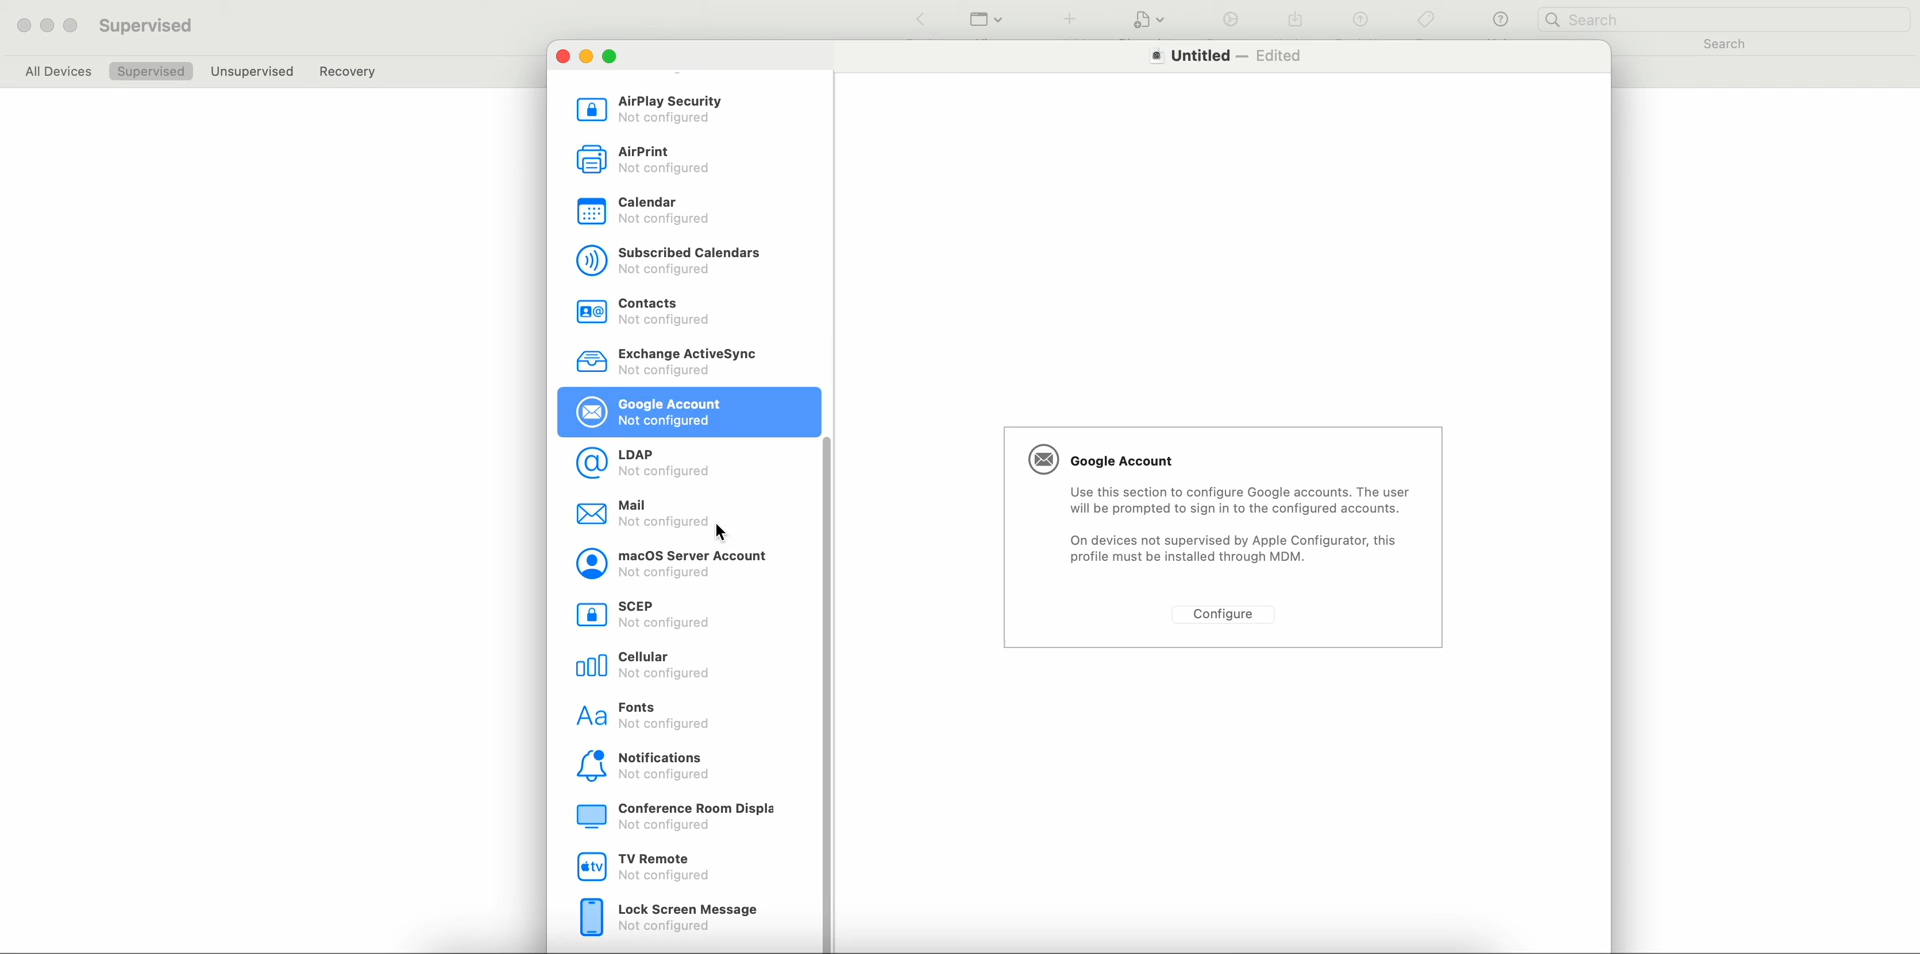 Supervised
Search
Search
All Devices
Supervised
Unsupervised
Recovery
Untitled — Edited
AirPlay Security
Not configured
AirPrint
Not configured
Calendar
Not configured
Subscribed Calendars
Not configured
Contacts
Not configured
Exchange ActiveSync
Not configured
Google Account
Not configured
LDAP
Not configured
Mail
Not configured
macOS Server Account
Not configured
SCEP
Not configured
Cellular
Not configured
Fonts
Not configured
Notifications
Not configured
Conference Room Displa
Not configured
tv
TV Remote
Not configured
Lock Screen Message
Not configured
Google Account
Use this section to configure Google accounts. The user
will be prompted to sign in to the configured accounts.
On devices not supervised by Apple Configurator, this
profile must be installed through MDM.
Configure